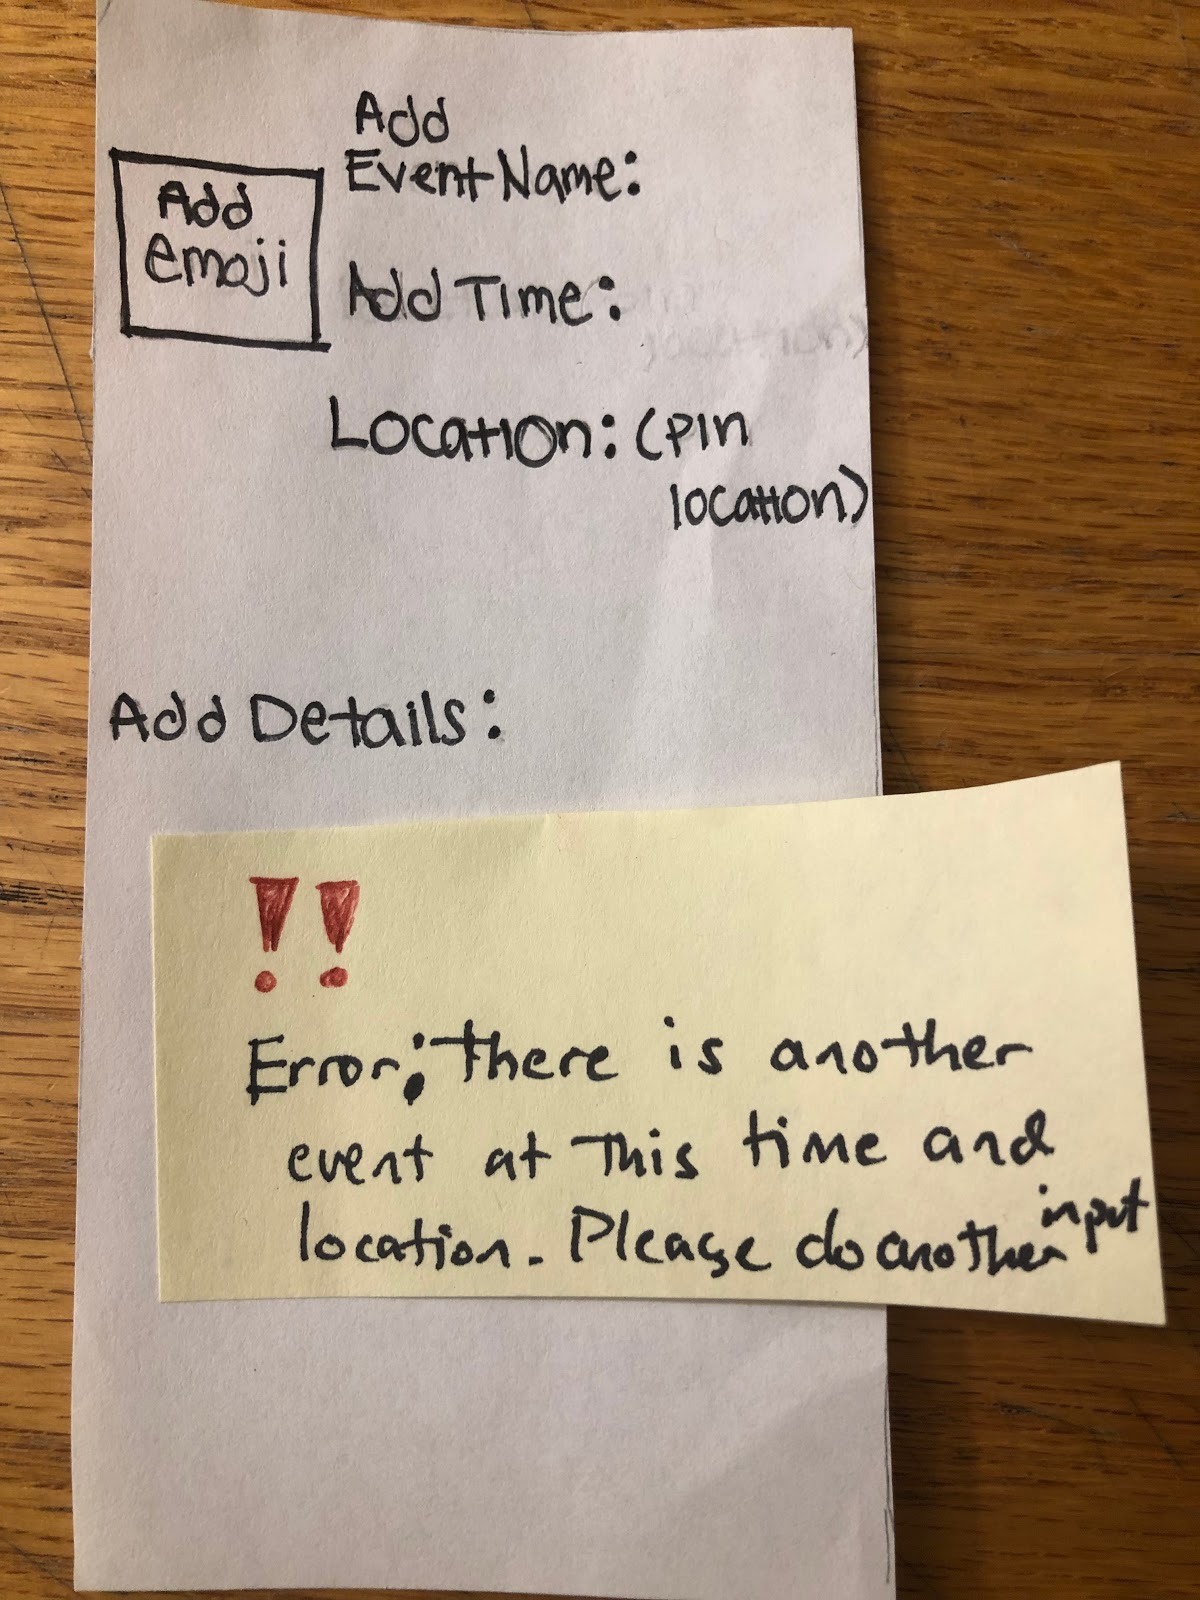 Add
Event Name:
Add
emoji
Add Time:
Location: (pin
location)
Add Details:
!!
Error: There is another
event at This time and
location. Please do another input